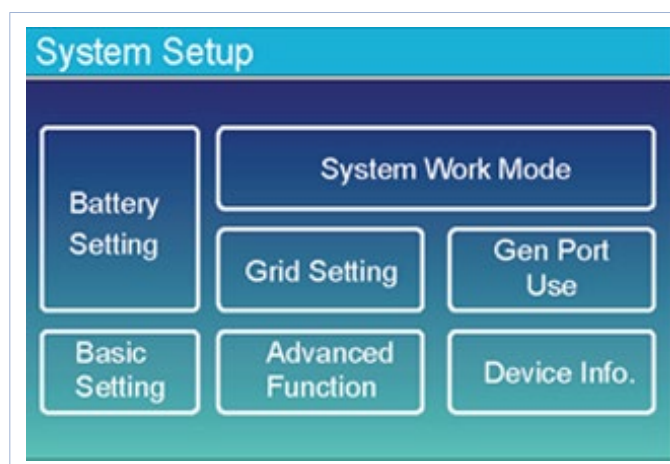 System Setup
Battery
Setting
System Work Mode
Grid Setting
Gen Port
Use
Basic
Setting
Advanced
Function
Device Info.